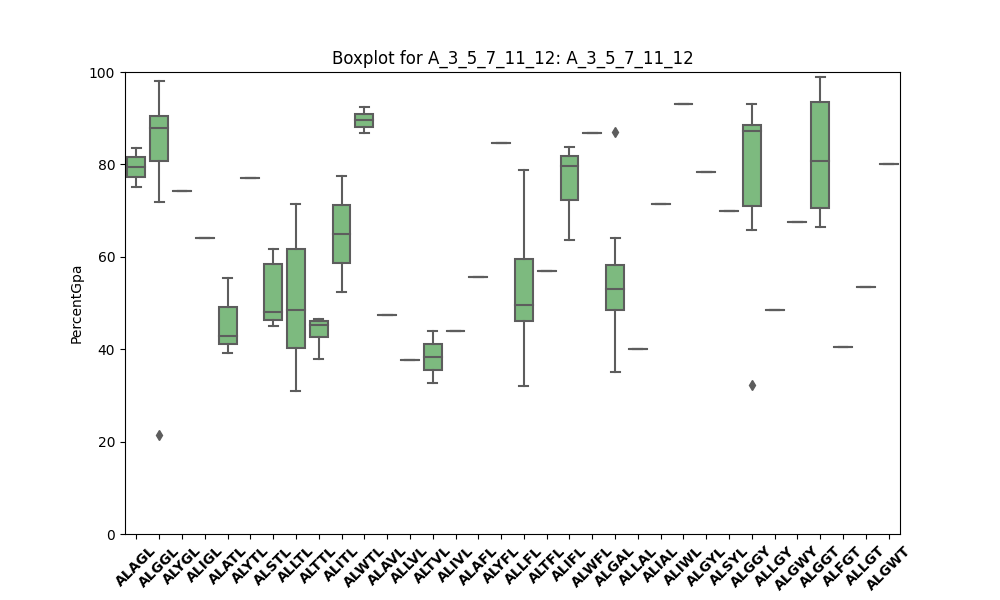 Boxplot for A_3_5_7_11_12: A_3_5_7_11_12
PercentGpa
100
80
60
40
20
0
ALAGL
ALGGL
ALYGL
ALIGL
ALATL
ALYTL
ALSTL
ALLTL
ALTTL
ALITL
ALWTL
ALAVL
ALLVL
ALTVL
ALIVL
ALAFL
ALYFL
ALLFL
ALTFL
ALIFL
ALWFL
ALGAL
ALLAL
ALIAL
ALIWL
ALGYL
ALSYL
ALGGY
ALLGY
ALGWY
ALGGT
ALFGT
ALLGT
ALGWT